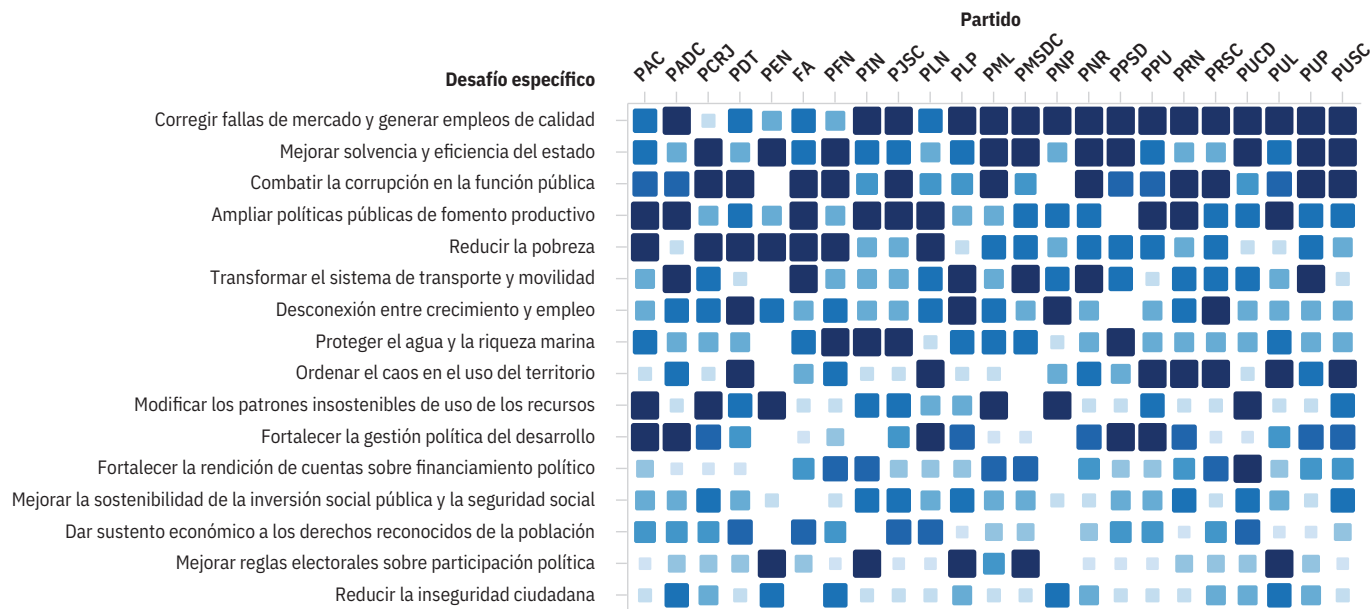 Partido
Desafío específico
PAC PADC PCRJ PDT PEN FA PFN PIN PJSC PLN PLP PML PMSDC PNP PNR PPSD PPU PRN PRSC PUCD PUL PUP PUSC
Corregir fallas de mercado y generar empleos de calidad
Mejorar solvencia y eficiencia del estado
Combatir la corrupción en la función pública
Ampliar políticas públicas de fomento productivo
Reducir la pobreza
Transformar el sistema de transporte y movilidad
Desconexión entre crecimiento y empleo
Proteger el agua y la riqueza marina
Ordenar el caos en el uso del territorio
Modificar los patrones insostenibles de uso de los recursos
Fortalecer la gestión política del desarrollo
Fortalecer la rendición de cuentas sobre financiamiento político
Mejorar la sostenibilidad de la inversión social pública y la seguridad social
Dar sustento económico a los derechos reconocidos de la población
Mejorar reglas electorales sobre participación política
Reducir la inseguridad ciudadana